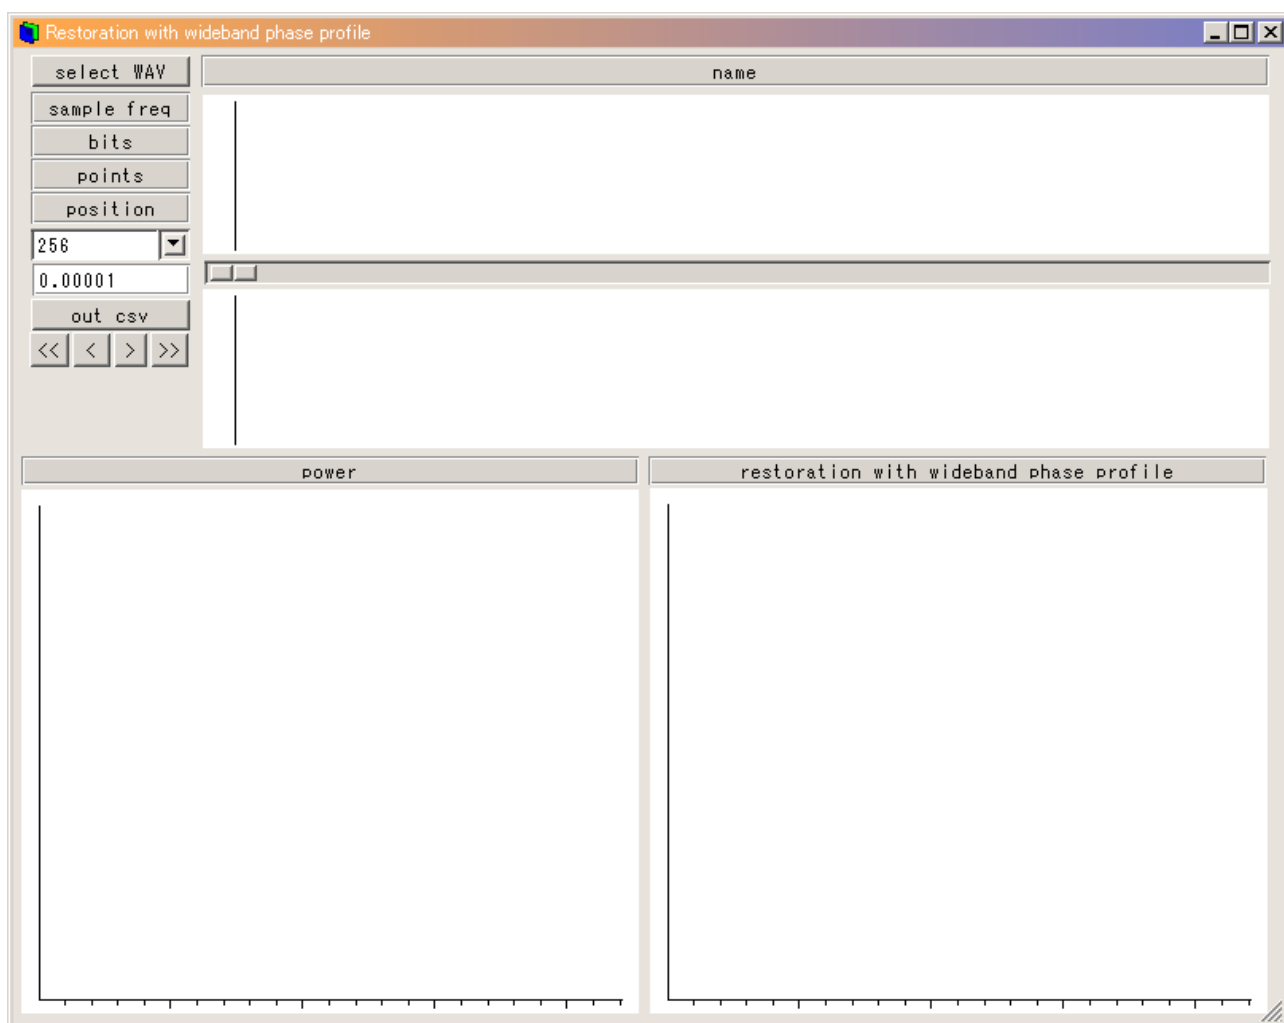 Restoration with wideband phase profile
select WAV
name
sample freq
bits
points
position
256
0.00001
out csv
<< < > >>
power
restoration with wideband phase profile